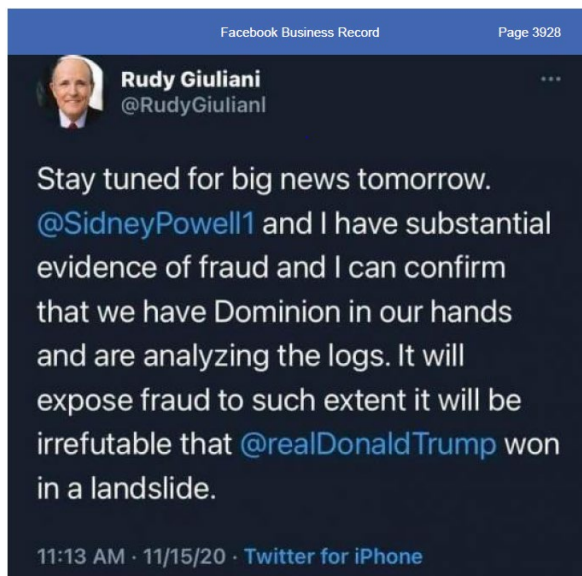 Facebook Business Record Page 3928
Rudy Giuliani
@RudyGiulianI
Stay tuned for big news tomorrow.
@SidneyPowell1 and I have substantial
evidence of fraud and I can confirm
that we have Dominion in our hands
and are analyzing the logs. It will
expose fraud to such extent it will be
irrefutable that @realDonaldTrump won
in a landslide.
11:13 AM · 11/15/20 · Twitter for iPhone